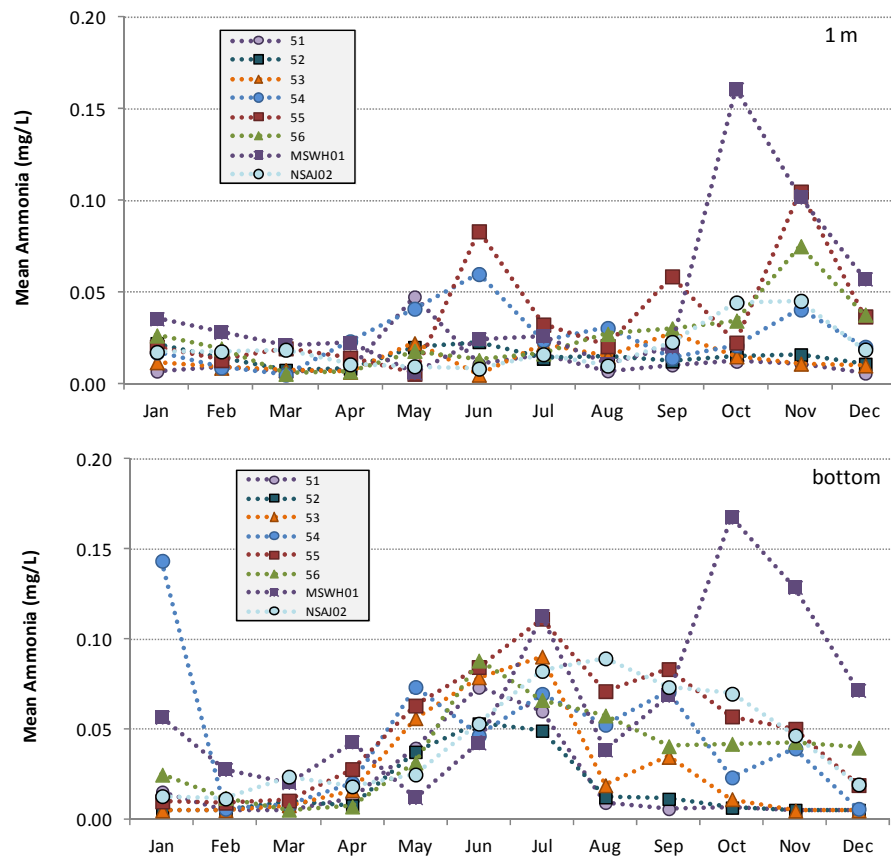 0.20
1 m
51
52
53
54
55
56
MSWH01
NSAJ02
0.15
0.10
0.05
0.00
Mean Ammonia (mg/L)
Jan Feb Mar Apr May Jun Jul Aug Sep Oct Nov Dec
0.20
bottom
51
52
53
54
55
56
MSWH01
NSAJ02
0.15
0.10
0.05
0.00
Mean Ammonia (mg/L)
Jan Feb Mar Apr May Jun Jul Aug Sep Oct Nov Dec